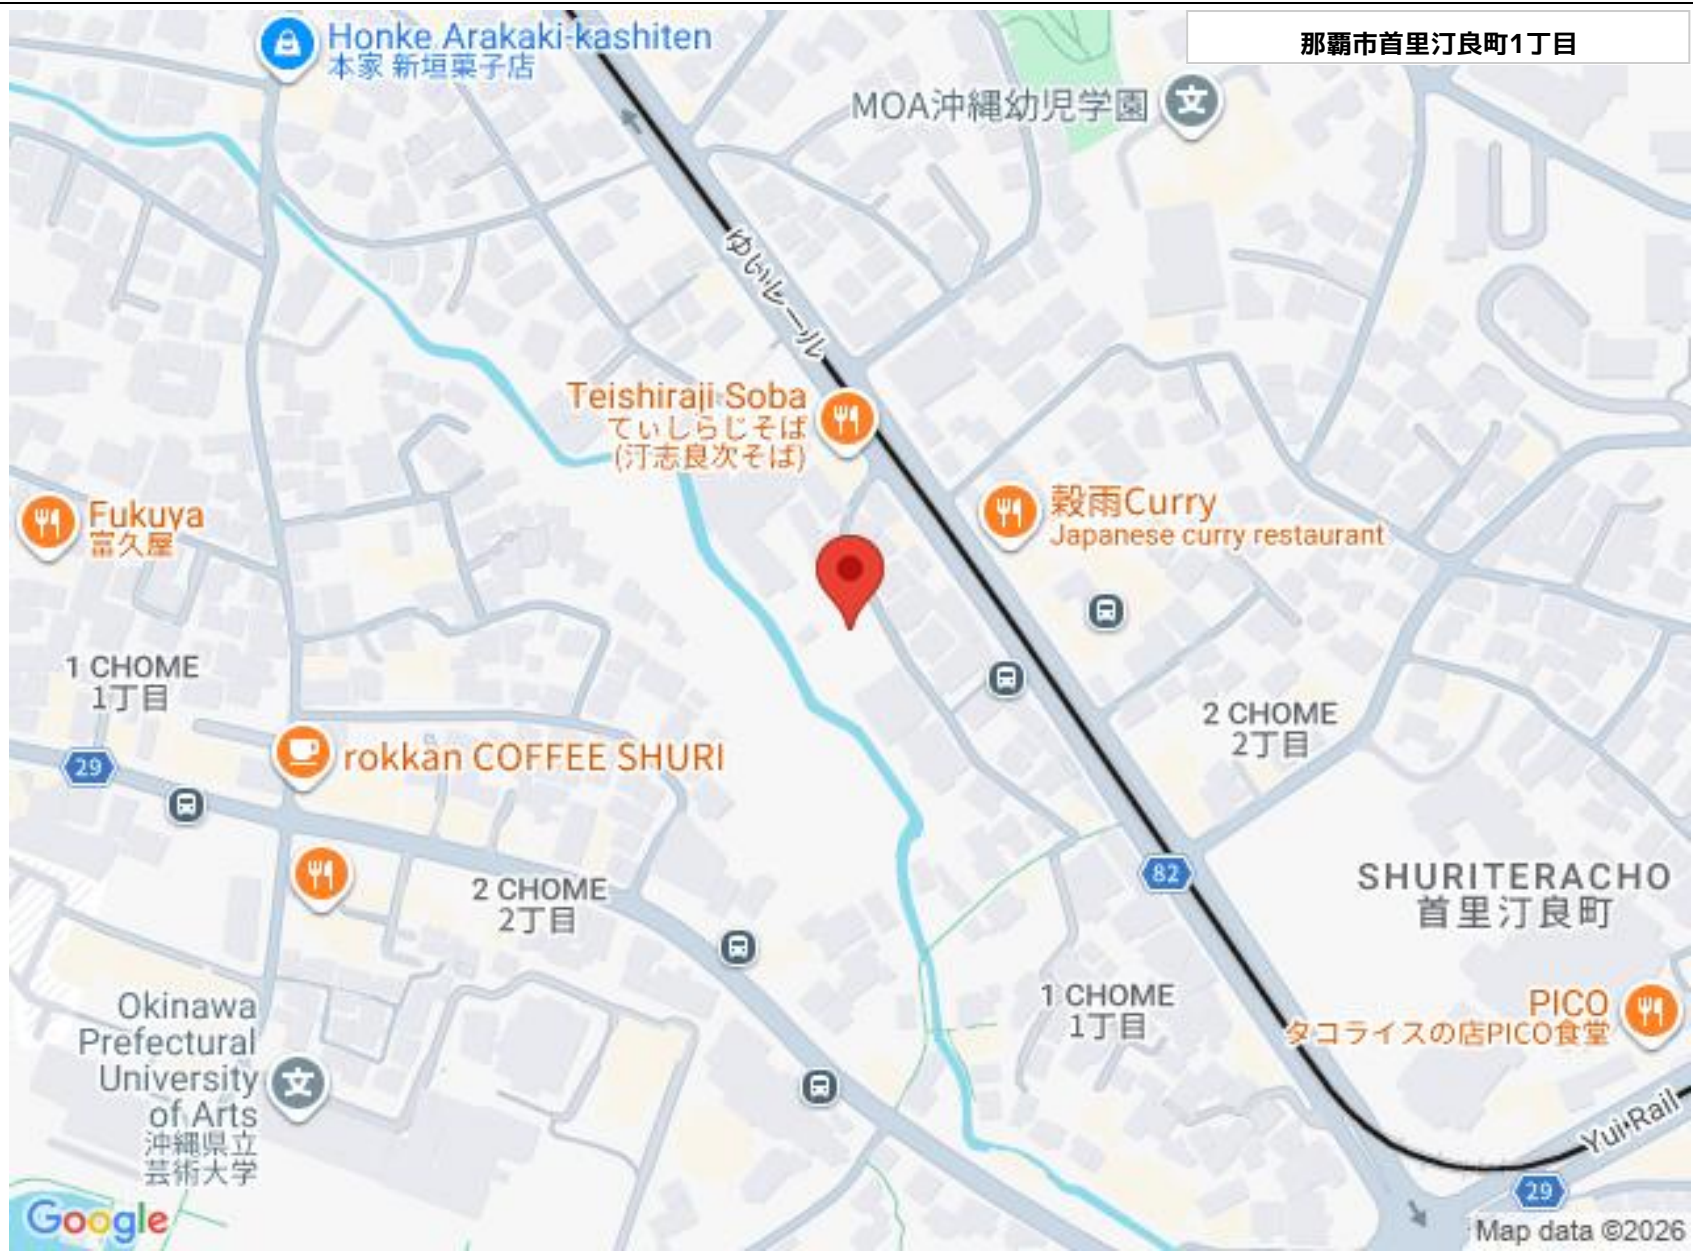 那覇市首里汀良町1丁目
Honke Arakaki-kashiten
本家 新垣菓子店
MOA沖縄幼児学園
ゆいレール
Teishiraji Soba
てぃしらじそば
(汀志良次そば)
穀雨Curry
Japanese curry restaurant
Fukuya
富久屋
1 CHOME
1丁目
2 CHOME
2丁目
rokkan COFFEE SHURI
29
82
2 CHOME
2丁目
SHURITERACHO
首里汀良町
1 CHOME
1丁目
PICO
タコライスの店PICO食堂
Okinawa
Prefectural
University
of Arts
沖縄県立
芸術大学
Yui Rail
29
Google
Map data ©2026